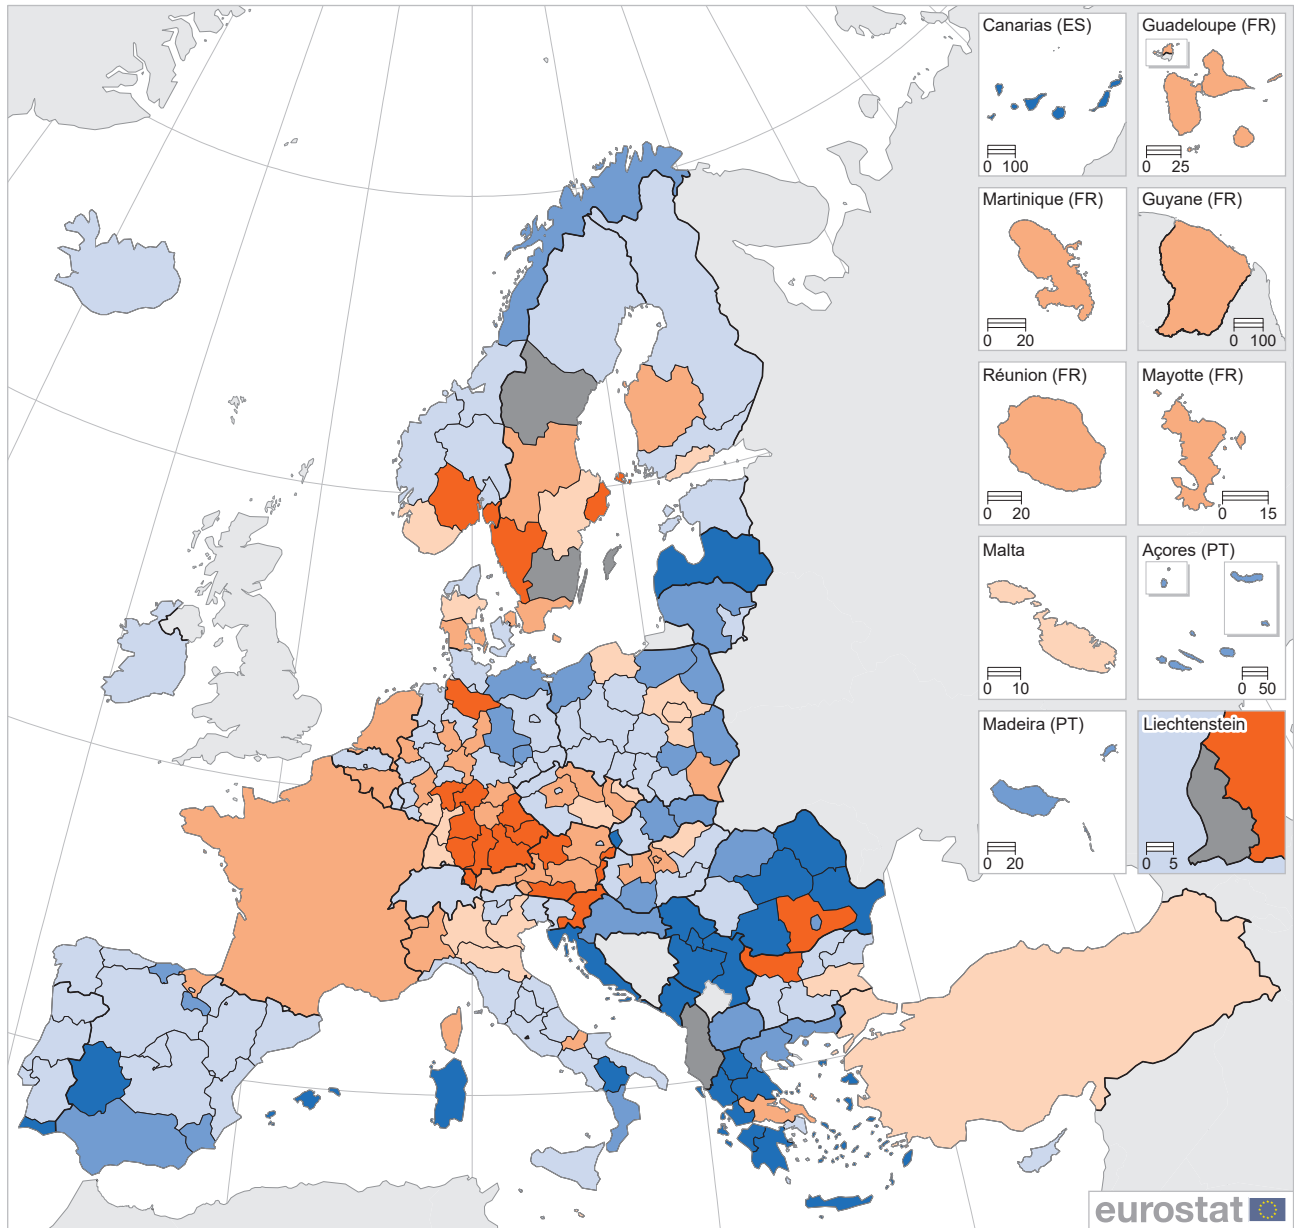 Canarias (ES)
0 100
Guadeloupe (FR)
0 25
Martinique (FR)
0 20
Guyane (FR)
0 100
Réunion (FR)
0 20
Mayotte (FR)
0 15
Malta
0 10
Açores (PT)
0 50
Madeira (PT)
0 20
Liechtenstein
0 5
eurostat